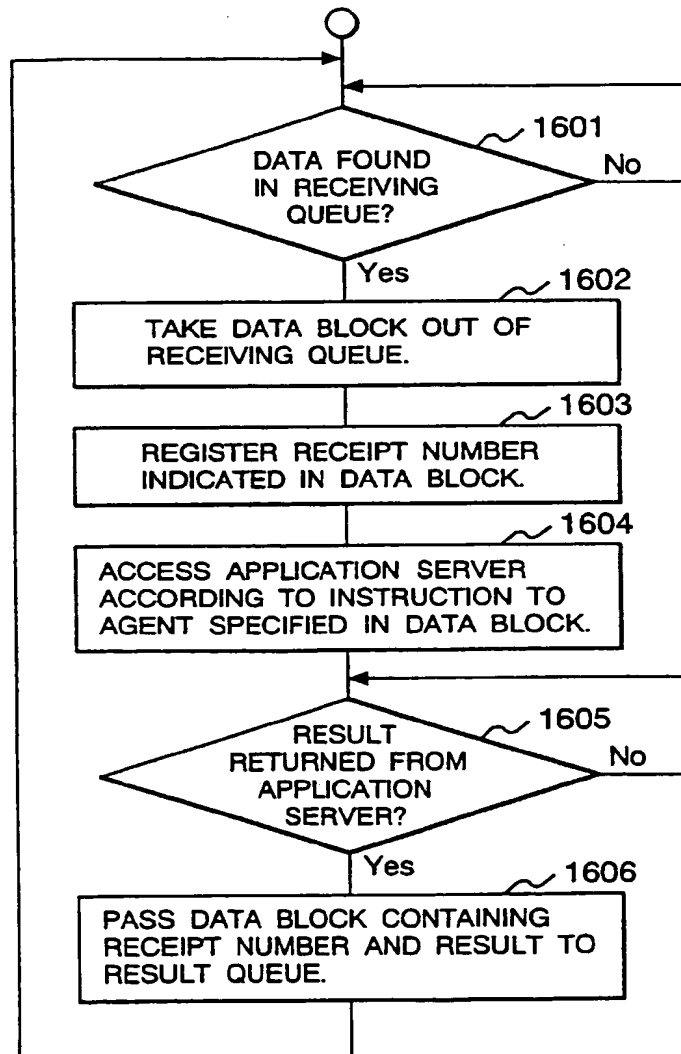 1601
DATA FOUND
IN RECEIVING
QUEUE?
No
Yes
1602
TAKE DATA BLOCK OUT OF
RECEIVING QUEUE.
1603
REGISTER RECEIPT NUMBER
INDICATED IN DATA BLOCK.
1604
ACCESS APPLICATION SERVER
ACCORDING TO INSTRUCTION TO
AGENT SPECIFIED IN DATA BLOCK.
1605
RESULT
RETURNED FROM
APPLICATION
SERVER?
No
Yes
1606
PASS DATA BLOCK CONTAINING
RECEIPT NUMBER AND RESULT TO
RESULT QUEUE.